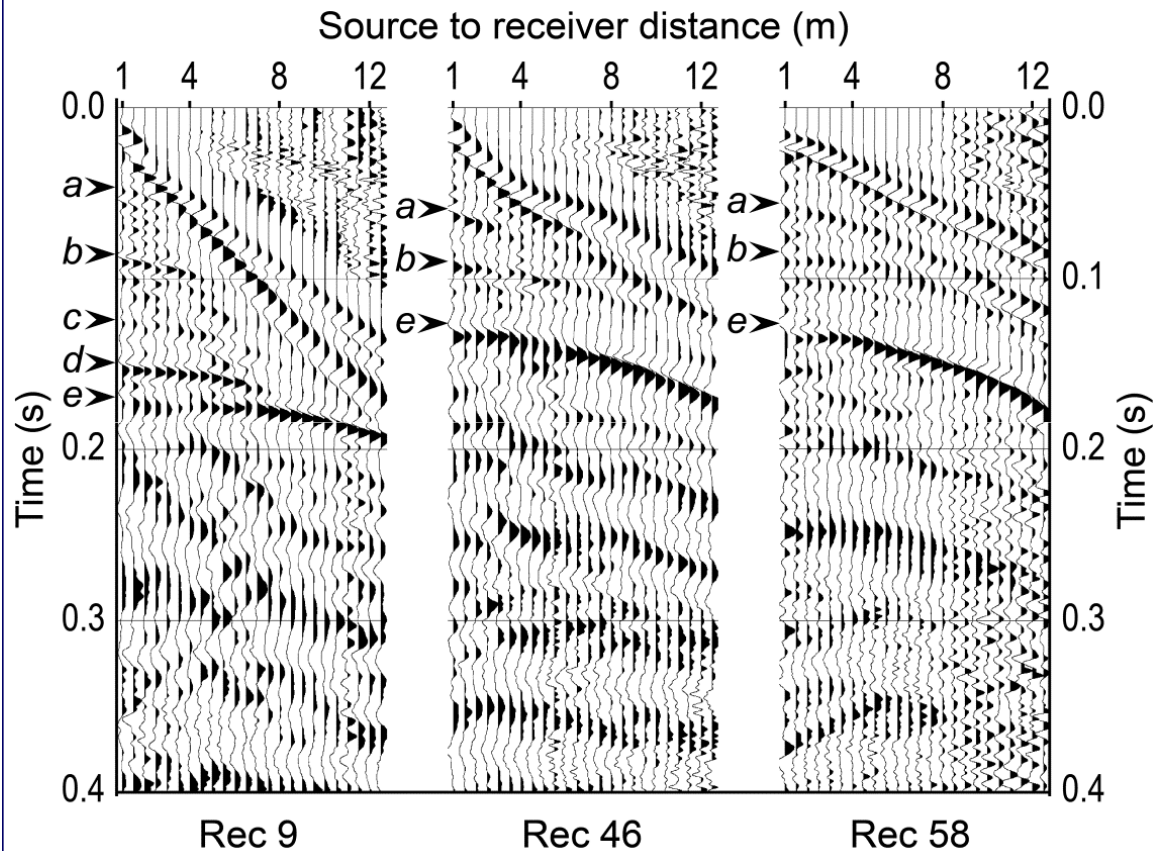 Source to receiver distance (m)
1 4 8 12 1 4 8 12 1 4 8 12
0.0 0.0
a a a
b b b
0.1 0.1
c e e
d
e
0.2 0.2
0.3 0.3
0.4 0.4
Time (s) Time (s)
Rec 9 Rec 46 Rec 58